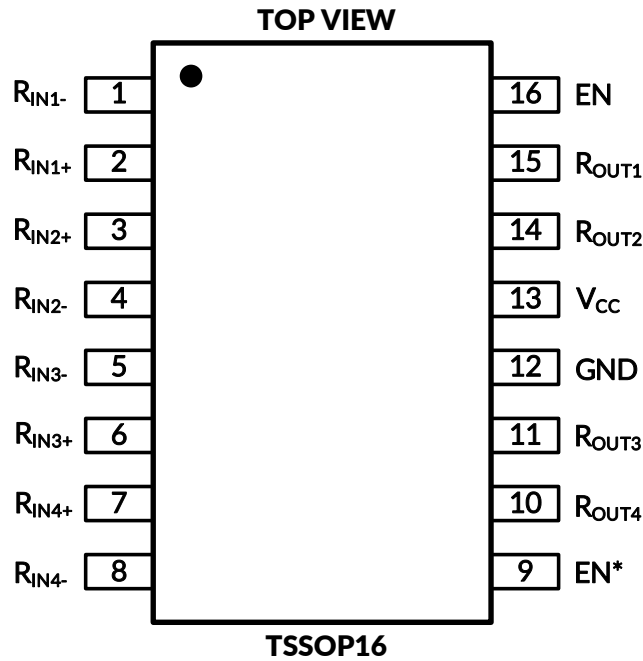 TOP VIEW
RIN1- 1 16 EN
RIN1+ 2 15 ROUT1
RIN2+ 3 14 ROUT2
RIN2- 4 13 VCC
RIN3- 5 12 GND
RIN3+ 6 11 ROUT3
RIN4+ 7 10 ROUT4
RIN4- 8 9 EN*
TSSOP16